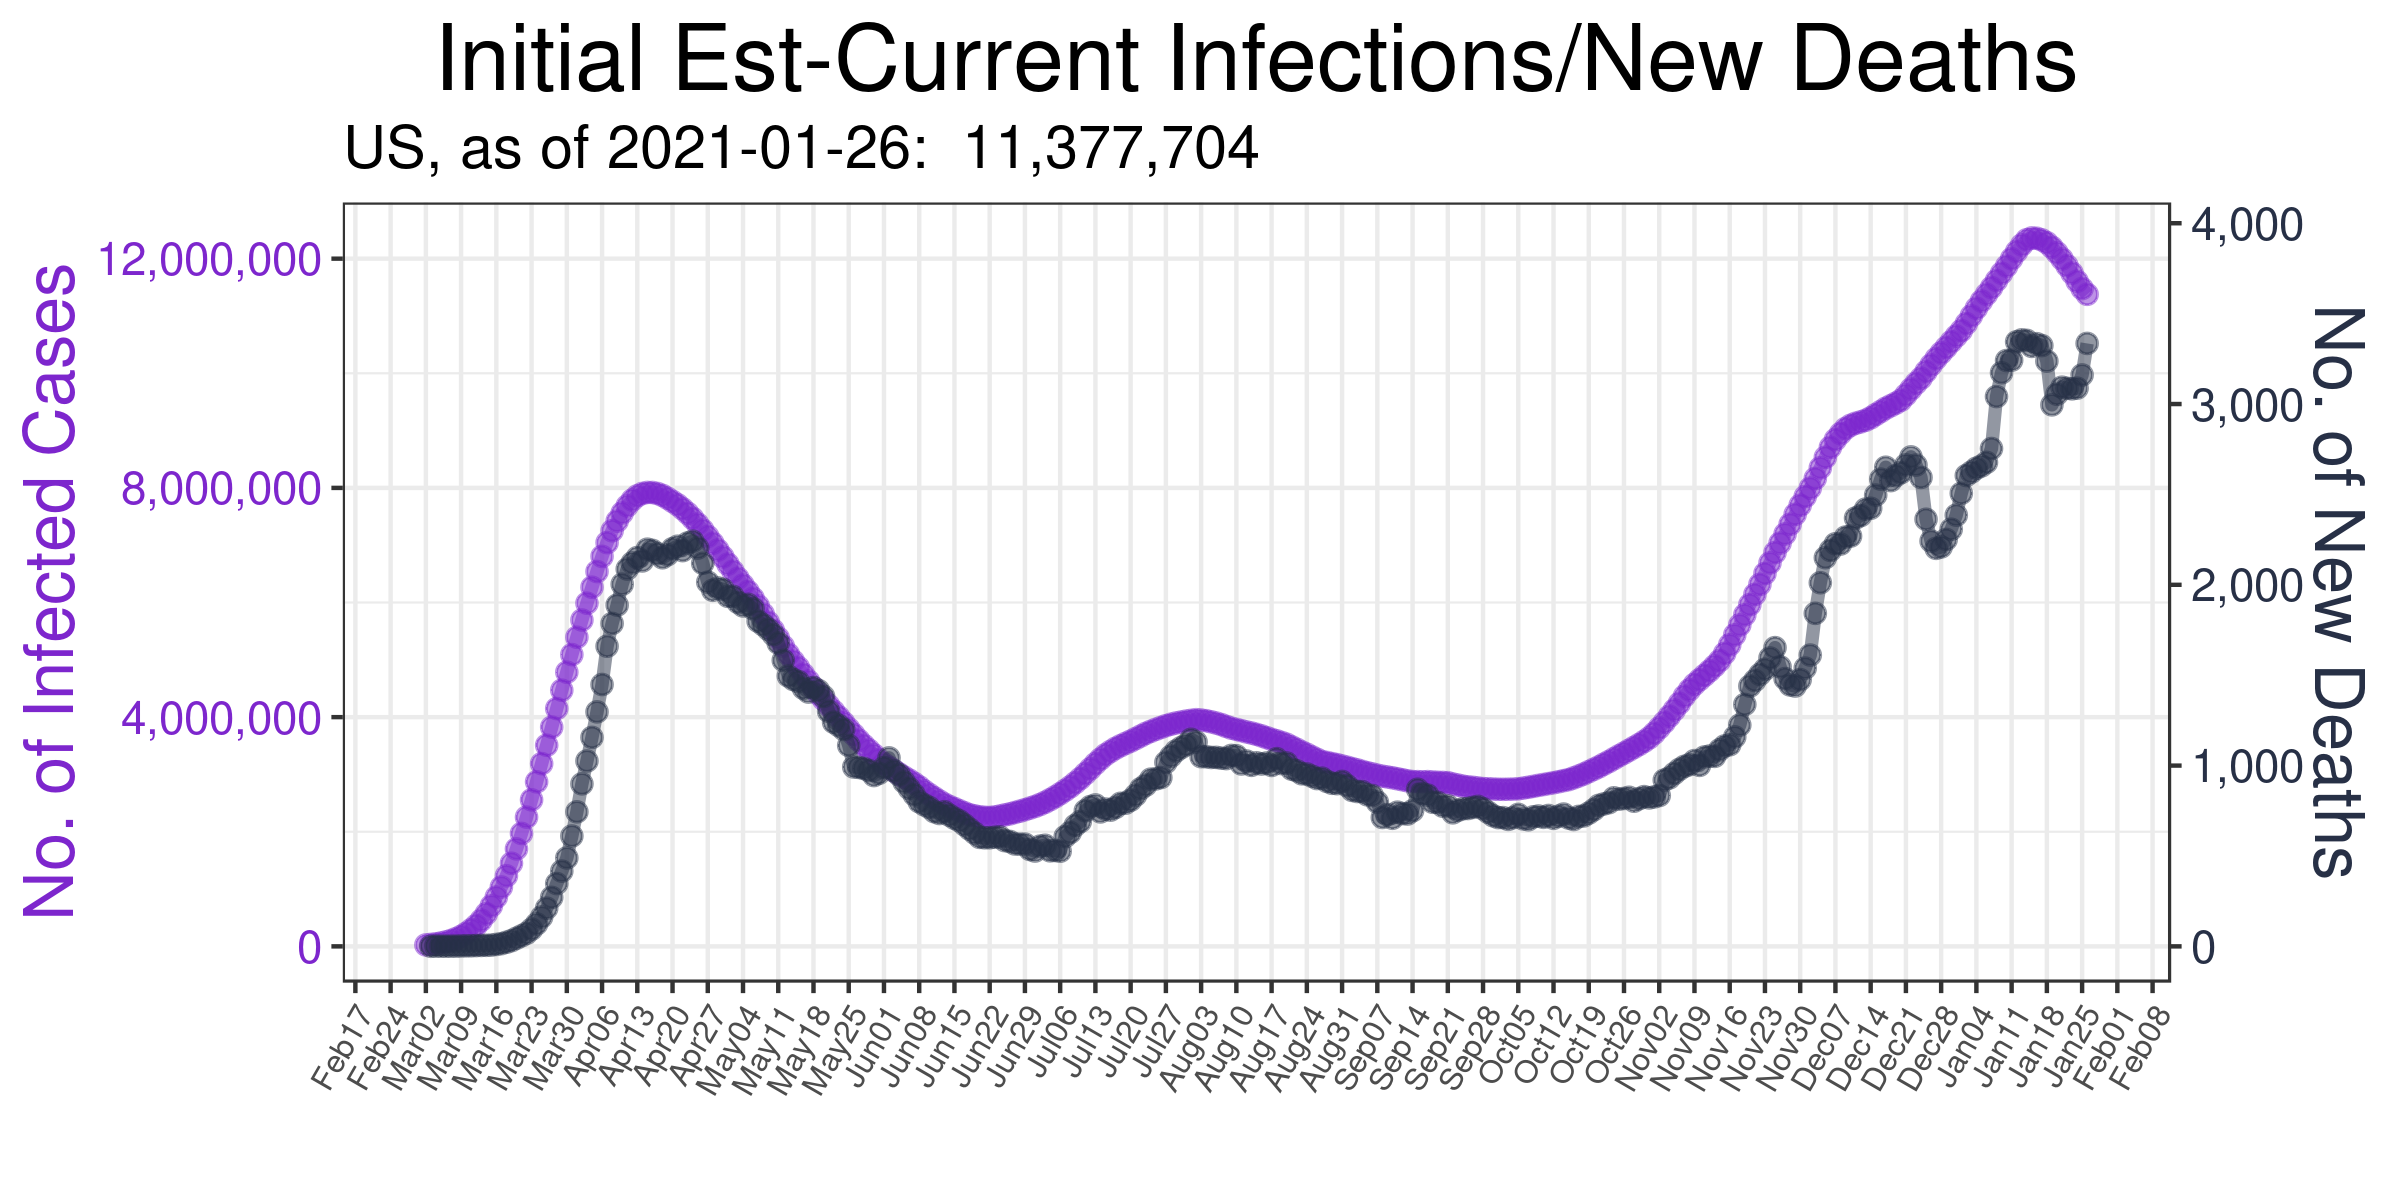 Initial Est-Current Infections/New Deaths
US, as of 2021-01-26:  11,377,704
No. of Infected Cases
12,000,000
8,000,000
4,000,000
0
4,000
3,000
2,000
1,000
0
No. of New Deaths
Feb17
Feb24
Mar02
Mar09
Mar16
Mar23
Mar30
Apr06
Apr13
Apr20
Apr27
May04
May11
May18
May25
Jun01
Jun08
Jun15
Jun22
Jun29
Jul06
Jul13
Jul20
Jul27
Aug03
Aug10
Aug17
Aug24
Aug31
Sep07
Sep14
Sep21
Sep28
Oct05
Oct12
Oct19
Oct26
Nov02
Nov09
Nov16
Nov23
Nov30
Dec07
Dec14
Dec21
Dec28
Jan04
Jan11
Jan18
Jan25
Feb01
Feb08